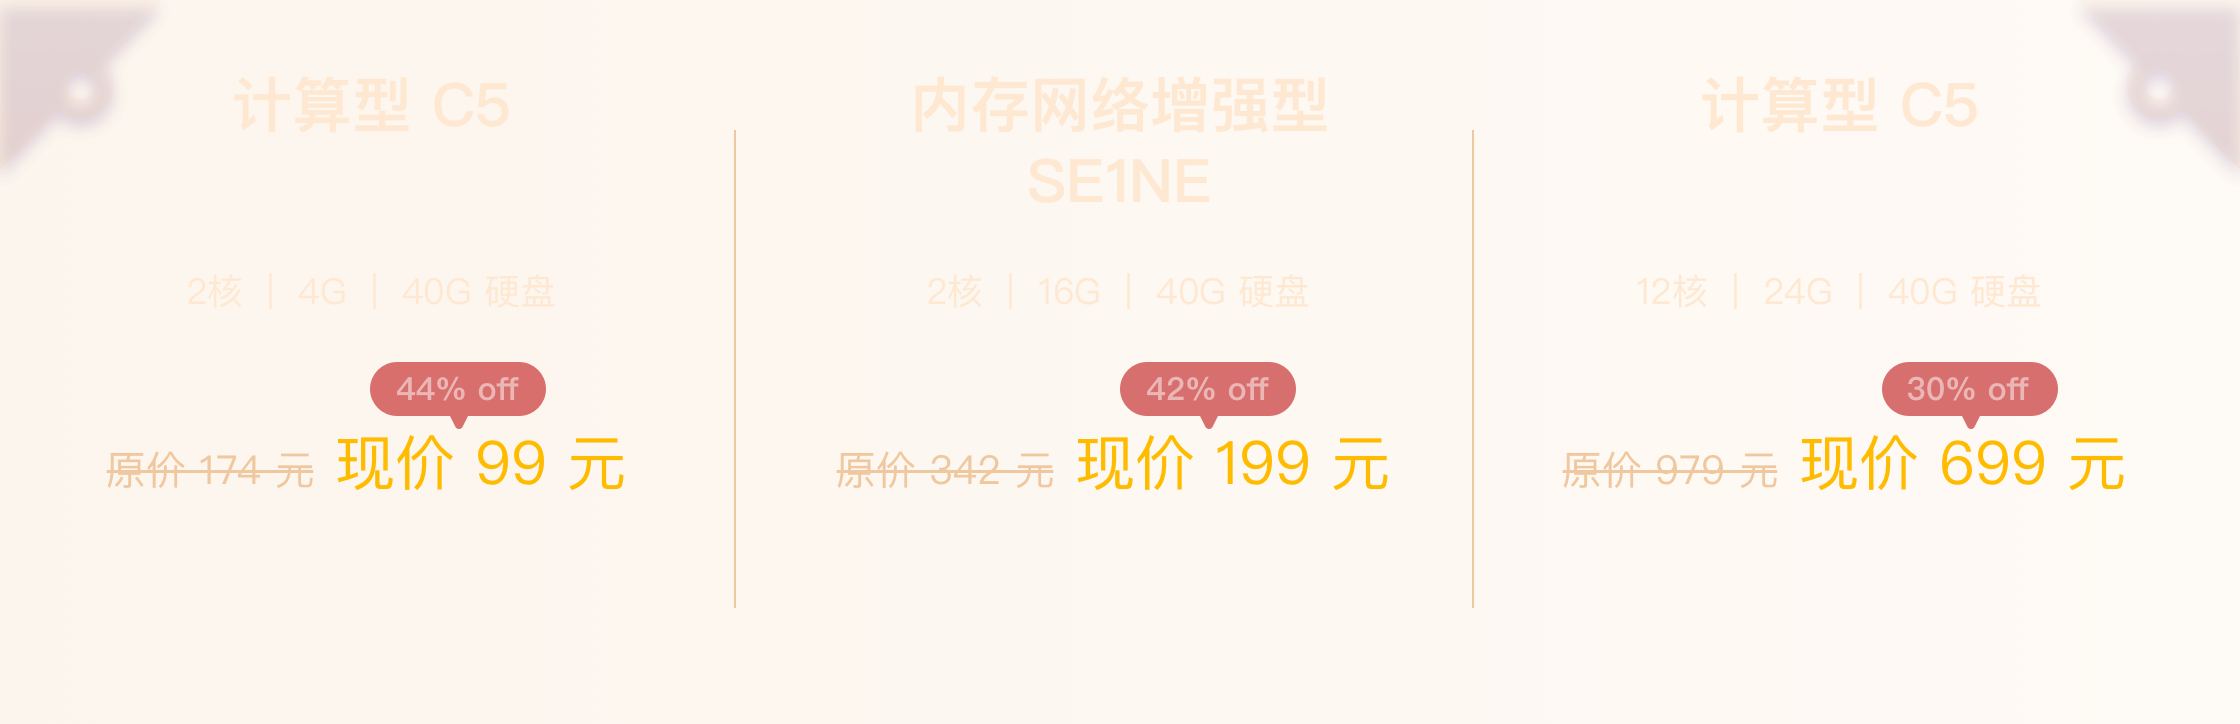 计算型 C5
2核 | 4G | 40G 硬盘
44% off
原价 174 元 现价 99 元
内存网络增强型
SE1NE
2核 | 16G | 40G 硬盘
42% off
原价 342 元 现价 199 元
计算型 C5
12核 | 24G | 40G 硬盘
30% off
原价 979 元 现价 699 元